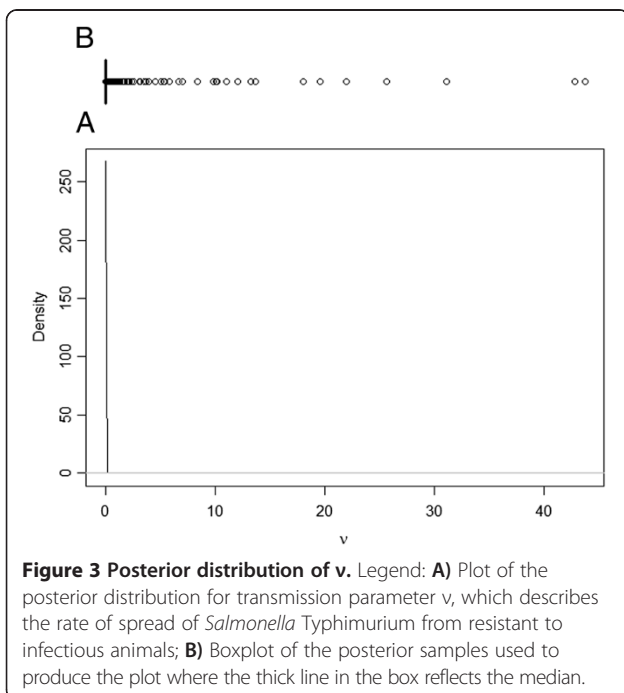 B
A
250
200
150
100
50
0
Density
0 10 20 30 40
ν
Figure 3 Posterior distribution of ν. Legend: A) Plot of the
posterior distribution for transmission parameter ν, which describes
the rate of spread of Salmonella Typhimurium from resistant to
infectious animals; B) Boxplot of the posterior samples used to
produce the plot where the thick line in the box reflects the median.